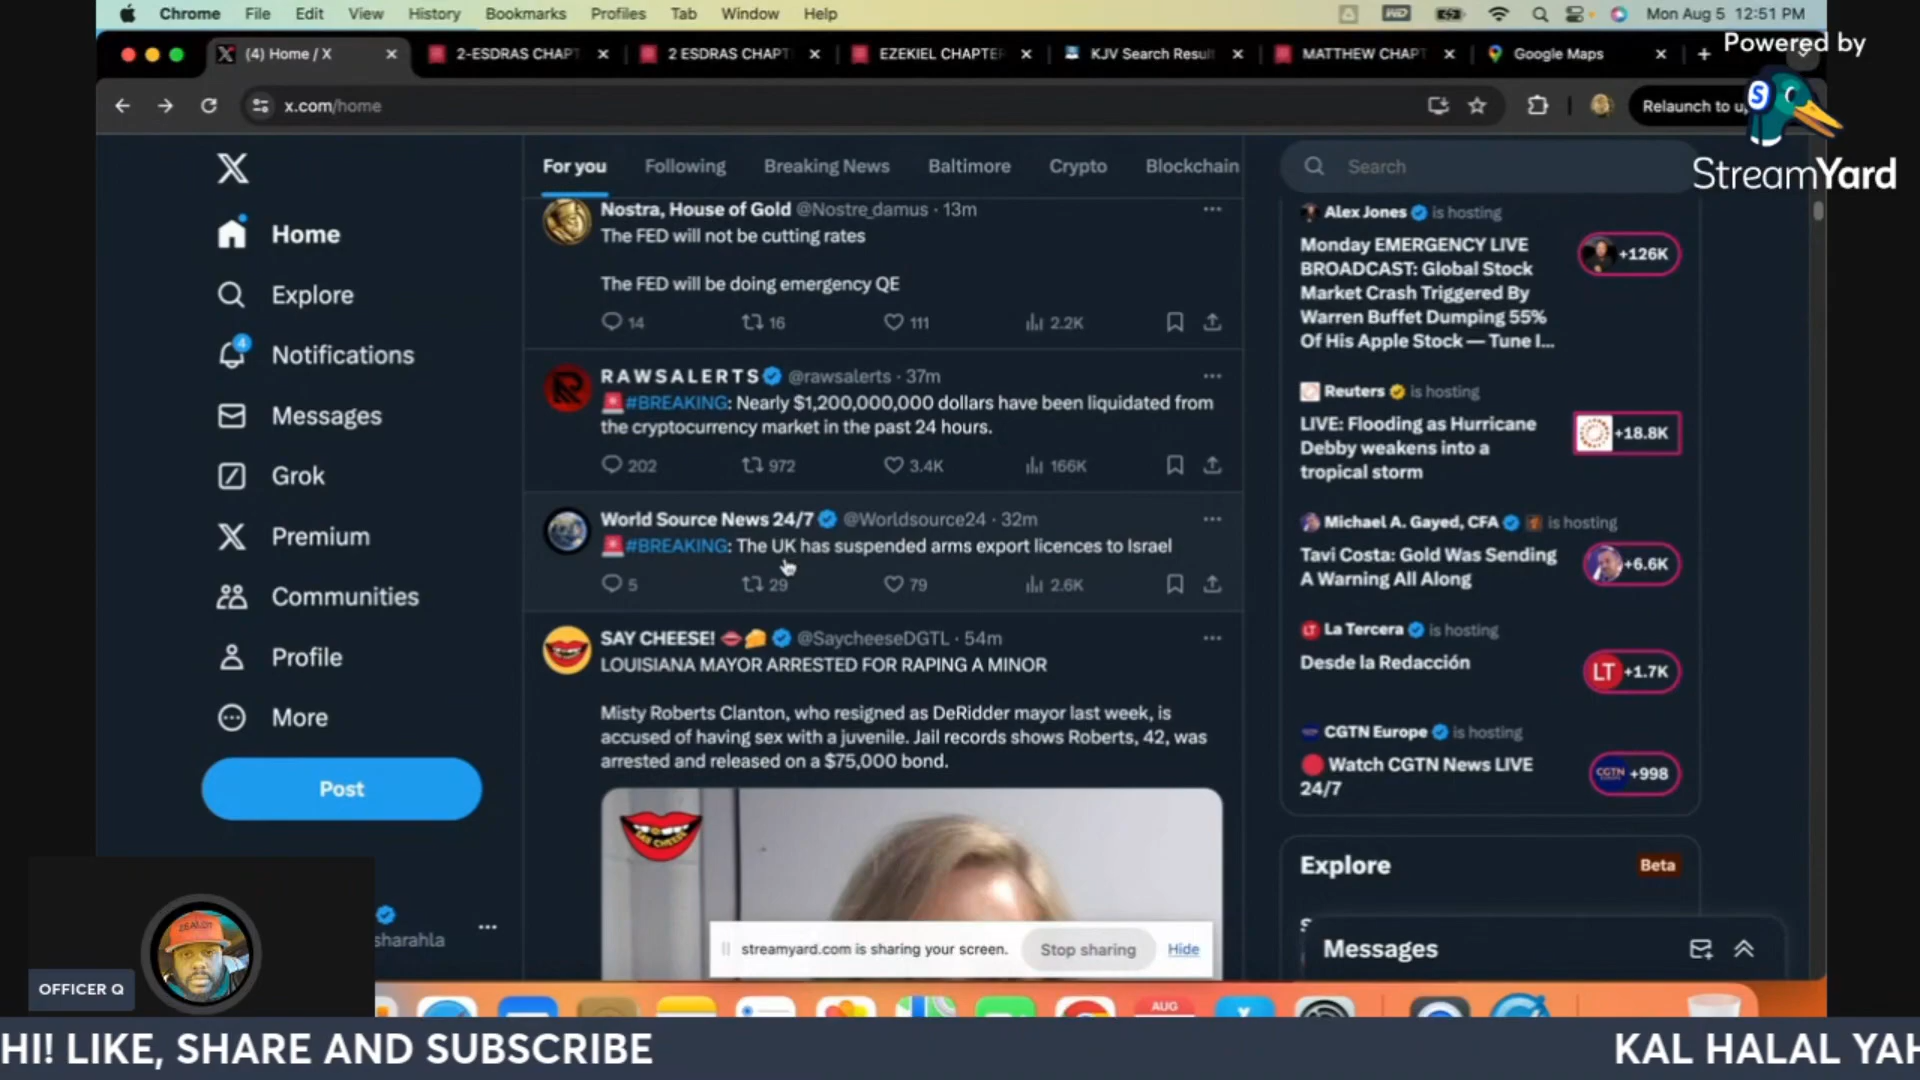 Chrome File Edit View History Bookmarks Profiles Tab Window Help
Mon Aug 5 12:51 PM
(4) Home / X
2-ESDRAS CHAPT
2 ESDRAS CHAPT
EZEKIEL CHAPTER
KJV Search Resul
MATTHEW CHAPT
Google Maps
Powered by
StreamYard
x.com/home
Relaunch to u
Home
Explore
4
Notifications
Messages
Grok
Premium
Communities
Profile
More
Post
sharahla
For you Following Breaking News Baltimore Crypto Blockchain
Nostra, House of Gold @Nostre_damus · 13m
The FED will not be cutting rates
The FED will be doing emergency QE
14 16 111 2.2K
R A W S A L E R T S @rawsalerts · 37m
#BREAKING: Nearly $1,200,000,000 dollars have been liquidated from
the cryptocurrency market in the past 24 hours.
202 972 3.4K 166K
World Source News 24/7 @Worldsource24 · 32m
#BREAKING: The UK has suspended arms export licences to Israel
5 29 79 2.6K
SAY CHEESE! @SaycheeseDGTL · 54m
LOUISIANA MAYOR ARRESTED FOR RAPING A MINOR
Misty Roberts Clanton, who resigned as DeRidder mayor last week, is
accused of having sex with a juvenile. Jail records shows Roberts, 42, was
arrested and released on a $75,000 bond.
SAY CHEESE
streamyard.com is sharing your screen. Stop sharing Hide
Search
Alex Jones is hosting
Monday EMERGENCY LIVE
BROADCAST: Global Stock
Market Crash Triggered By
Warren Buffet Dumping 55%
Of His Apple Stock — Tune I...
+126K
Reuters is hosting
LIVE: Flooding as Hurricane
Debby weakens into a
tropical storm
+18.8K
Michael A. Gayed, CFA is hosting
Tavi Costa: Gold Was Sending
A Warning All Along
+6.6K
LT La Tercera is hosting
Desde la Redacción
LT +1.7K
CGTN Europe is hosting
Watch CGTN News LIVE
24/7
CGTN +998
Explore
Beta
Messages
ZEALOT
OFFICER Q
AUG
HI! LIKE, SHARE AND SUBSCRIBE
KAL HALAL YAH